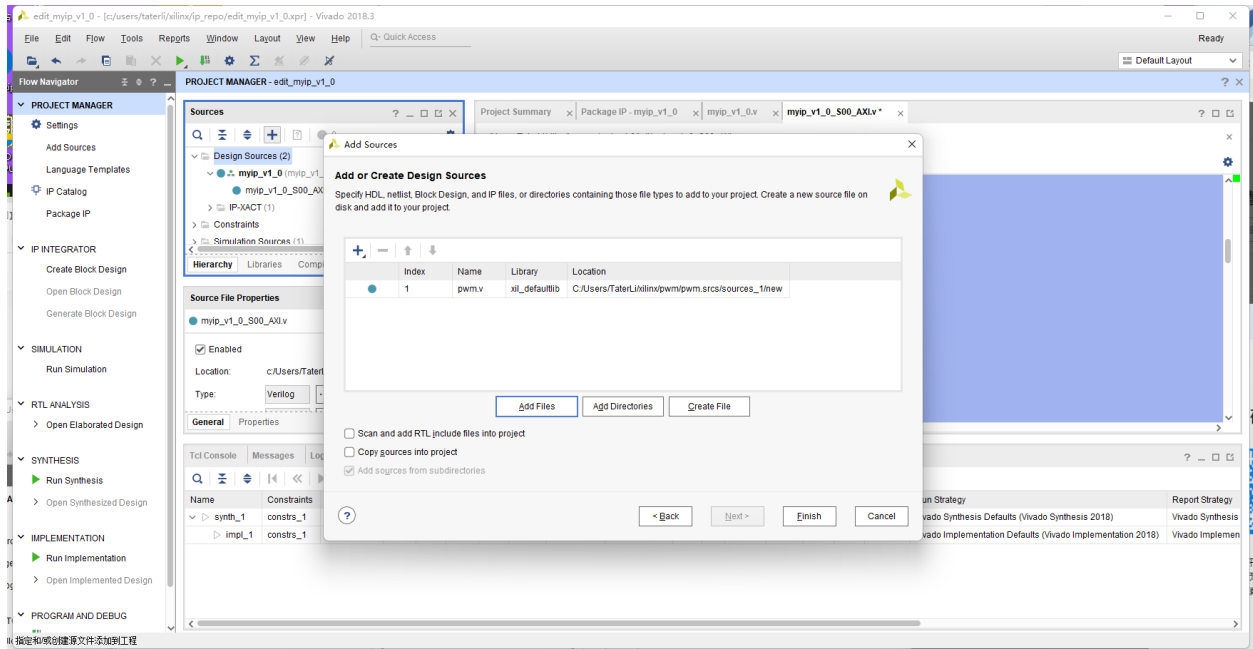 edit_myip_v1_0 - [c:/users/taterli/xilinx/ip_repo/edit_myip_v1_0.xpr] - Vivado 2018.3
File Edit Flow Tools Reports Window Layout View Help Q- Quick Access Ready
Default Layout
Flow Navigator
PROJECT MANAGER - edit_myip_v1_0
PROJECT MANAGER
Settings
Add Sources
Language Templates
IP Catalog
Package IP
IP INTEGRATOR
Create Block Design
Open Block Design
Generate Block Design
SIMULATION
Run Simulation
RTL ANALYSIS
Open Elaborated Design
SYNTHESIS
Run Synthesis
Open Synthesized Design
IMPLEMENTATION
Run Implementation
Open Implemented Design
PROGRAM AND DEBUG
Sources
Design Sources (2)
myip_v1_0 (myip_v1_
myip_v1_0_S00_AX
IP-XACT (1)
Constraints
Simulation Sources (1)
Hierarchy Libraries Comp
Source File Properties
myip_v1_0_S00_AXI.v
Enabled
Location: c:/Users/Taterl
Type: Verilog
General Properties
Project Summary Package IP - myip_v1_0 myip_v1_0.v myip_v1_0_S00_AXI.v *
Add Sources
Add or Create Design Sources
Specify HDL, netlist, Block Design, and IP files, or directories containing those file types to add to your project. Create a new source file on
disk and add it to your project.
Index Name Library Location
1 pwm.v xil_defaultlib C:/Users/TaterLi/xilinx/pwm/pwm.srcs/sources_1/new
Add Files Add Directories Create File
Scan and add RTL include files into project
Copy sources into project
Add sources from subdirectories
< Back Next > Finish Cancel
Tcl Console Messages Log
Name Constraints un Strategy Report Strategy
synth_1 constrs_1 vado Synthesis Defaults (Vivado Synthesis 2018) Vivado Synthesis
impl_1 constrs_1 vado Implementation Defaults (Vivado Implementation 2018) Vivado Implemen
指定和/或创建源文件添加到工程